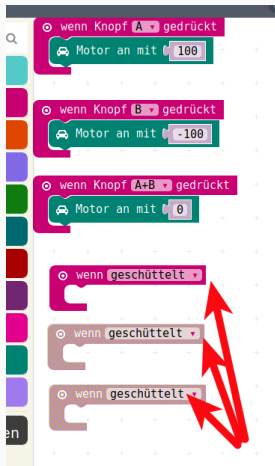 wenn Knopf A gedrückt
Motor an mit 100
wenn Knopf B gedrückt
Motor an mit -100
wenn Knopf A+B gedrückt
Motor an mit 0
wenn geschüttelt
wenn geschüttelt
wenn geschüttelt
en